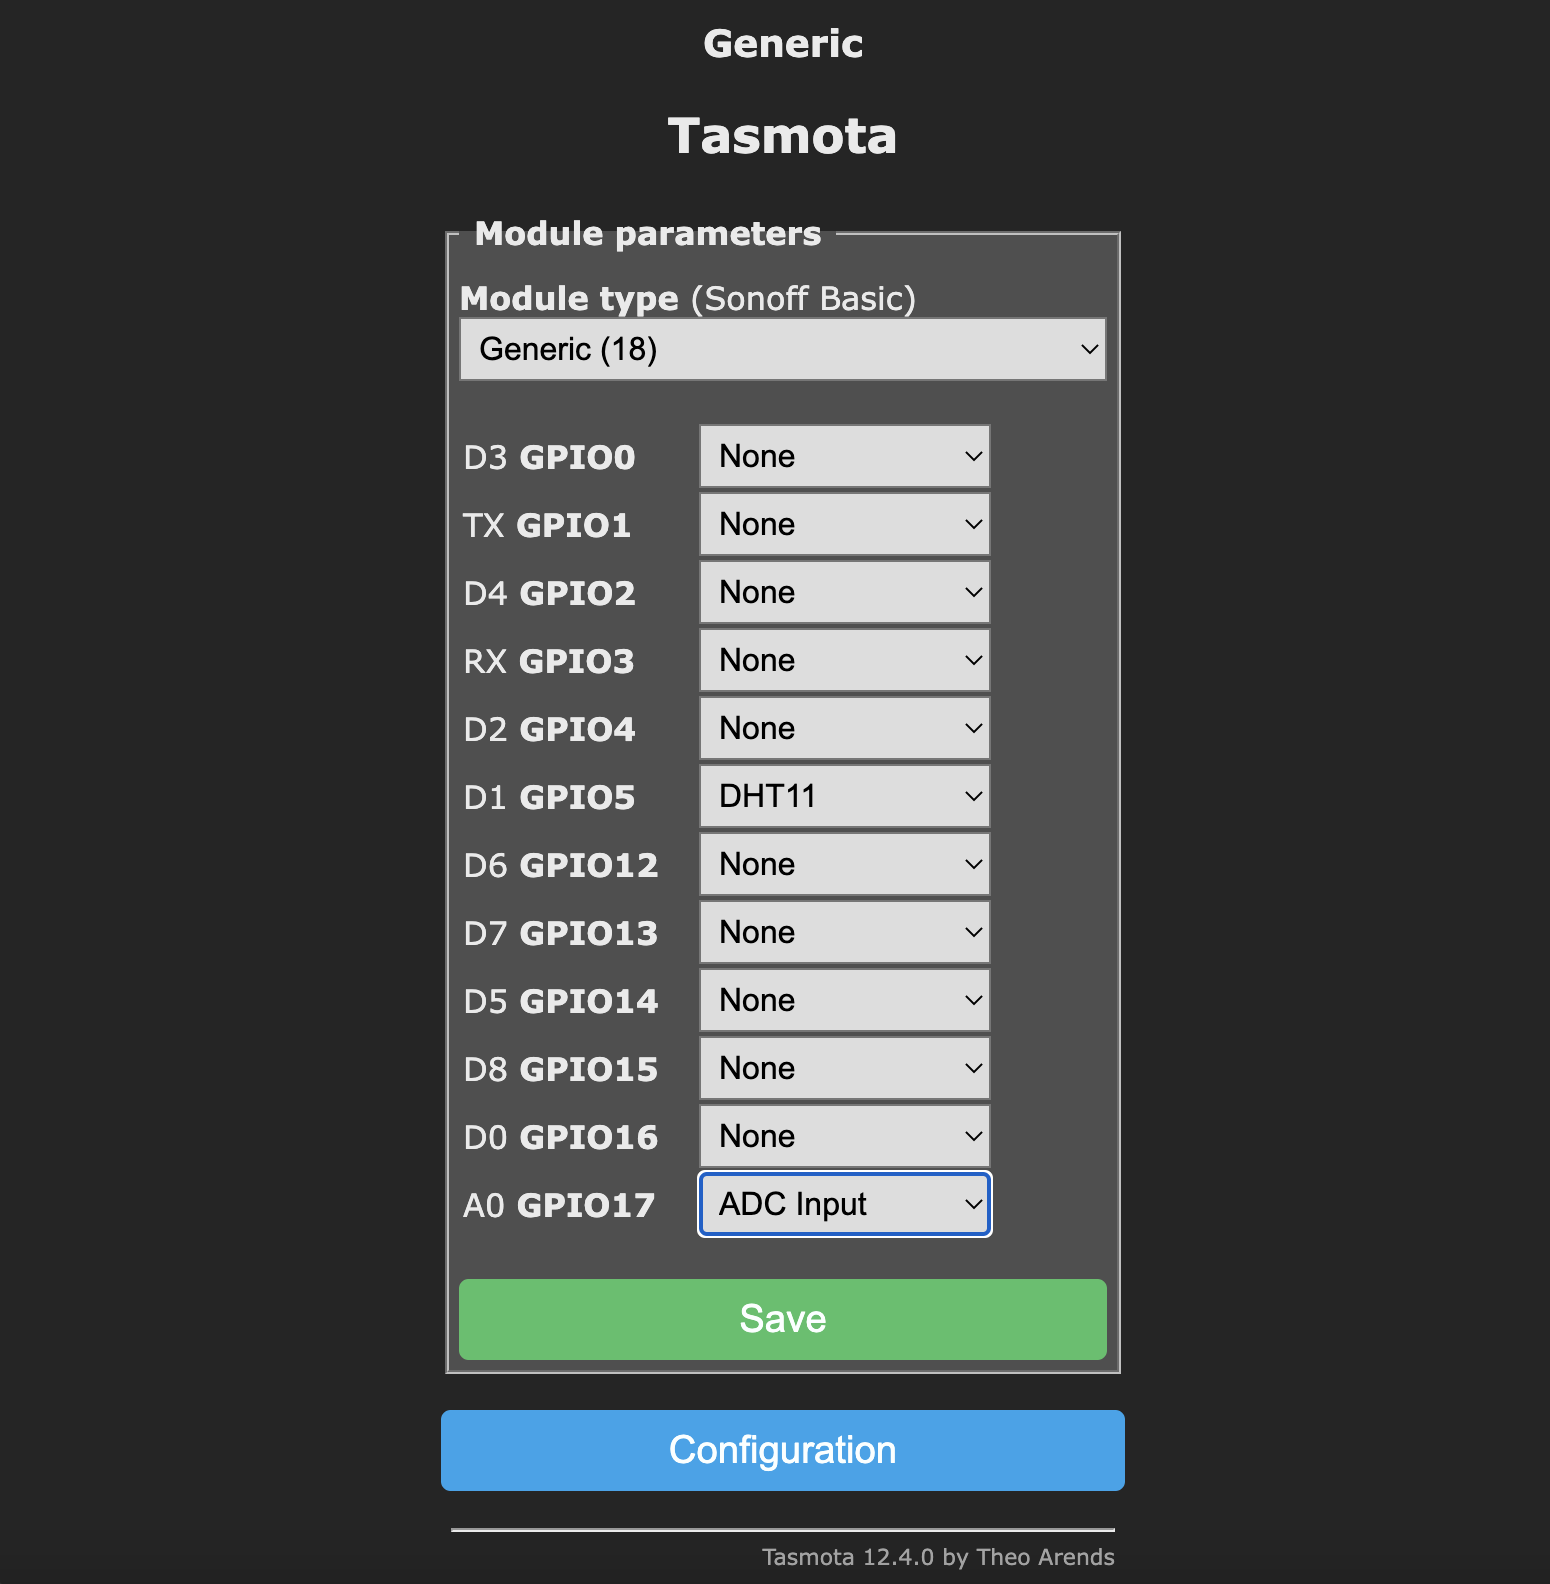 Generic
Tasmota
Module parameters
Module type (Sonoff Basic)
Generic (18)
D3 GPIO0 None
TX GPIO1 None
D4 GPIO2 None
RX GPIO3 None
D2 GPIO4 None
D1 GPIO5 DHT11
D6 GPIO12 None
D7 GPIO13 None
D5 GPIO14 None
D8 GPIO15 None
D0 GPIO16 None
A0 GPIO17 ADC Input
Save
Configuration
Tasmota 12.4.0 by Theo Arends